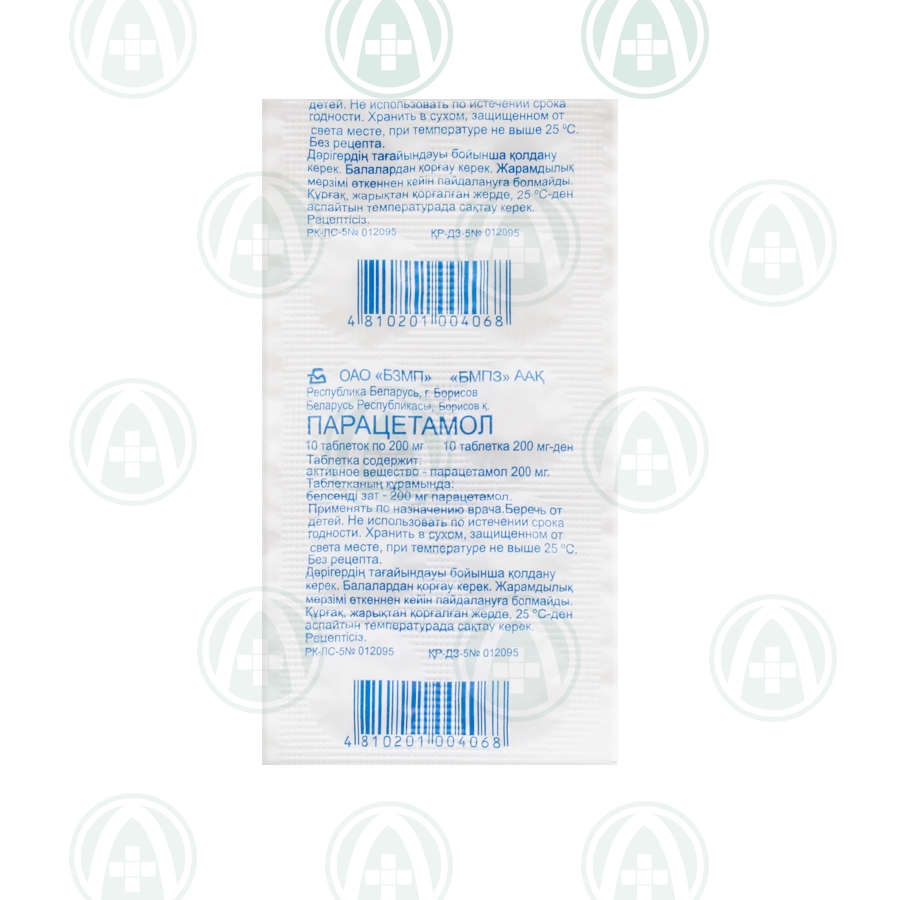 детей. Не использовать по истечении срока
годности. Хранить в сухом, защищенном от
света месте, при температуре не выше 25 °С.
Без рецепта.
Дәрігердің тағайындауы бойынша қолдану
керек. Балалардан қорғау керек. Жарамдылық
мерзімі өткеннен кейін пайдалануға болмайды.
Құрғақ, жарықтан қорғалған жерде, 25 °С-ден
аспайтын температурада сақтау керек.
Рецептісіз.
РК-ЛС-5№ 012095 ҚР-ДЗ-5№ 012095
4 810201 004068
ОАО «БЗМП» «БМПЗ» ААҚ
Республика Беларусь, г. Борисов
Беларусь Республикасы, Борисов қ.
ПАРАЦЕТАМОЛ
10 таблеток по 200 мг 10 таблетка 200 мг-ден
Таблетка содержит:
активное вещество - парацетамол 200 мг.
Таблетканың құрамында:
белсенді зат - 200 мг парацетамол.
Применять по назначению врача.Беречь от
детей. Не использовать по истечении срока
годности. Хранить в сухом, защищенном от
света месте, при температуре не выше 25 °С.
Без рецепта.
Дәрігердің тағайындауы бойынша қолдану
керек. Балалардан қорғау керек. Жарамдылық
мерзімі өткеннен кейін пайдалануға болмайды.
Құрғақ, жарықтан қорғалған жерде, 25 °С-ден
аспайтын температурада сақтау керек.
Рецептісіз.
РК-ЛС-5№ 012095 ҚР-ДЗ-5№ 012095
4 810201 004068